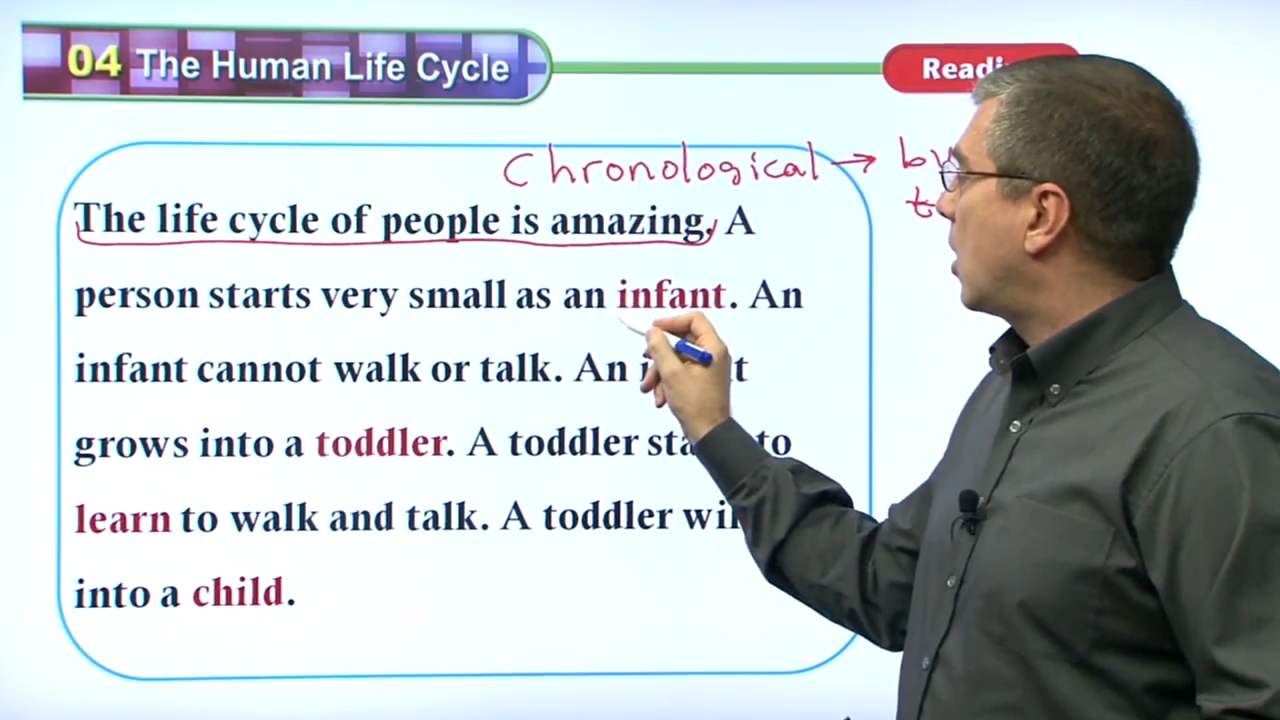 04 The Human Life Cycle
Chronological →
The life cycle of people is amazing. A
person starts very small as an infant. An
infant cannot walk or talk. An
grows into a toddler. A toddler to
learn to walk and talk. A toddler
into a child.